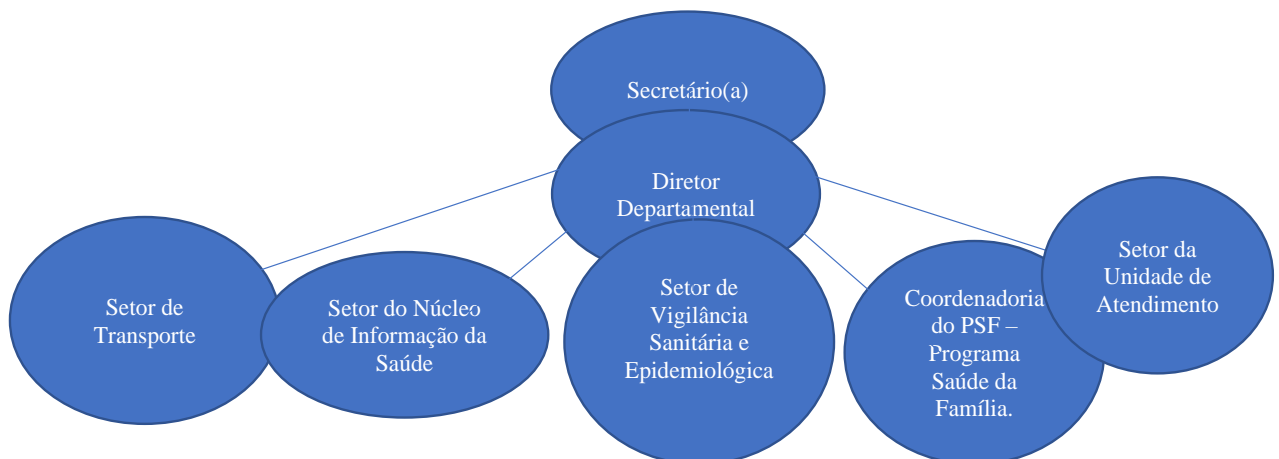 Secretário(a)
Diretor
Departamental
Setor de
Transporte
Setor do Núcleo
de Informação da
Saúde
Setor de
Vigilância
Sanitária e
Epidemiológica
Coordenadoria
do PSF –
Programa
Saúde da
Família.
Setor da
Unidade de
Atendimento